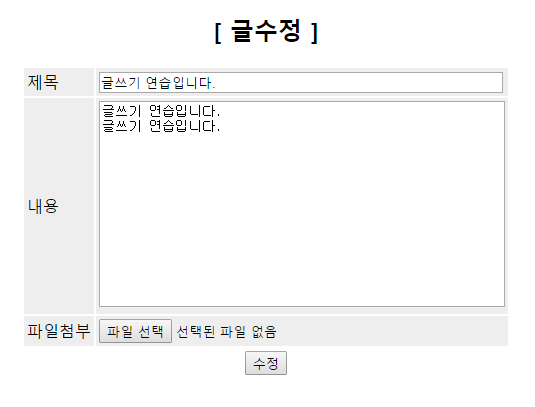 [ 글수정 ]
제목 글쓰기 연습입니다.
내용
글쓰기 연습입니다.
글쓰기 연습입니다.
파일첨부 파일 선택 선택된 파일 없음
수정